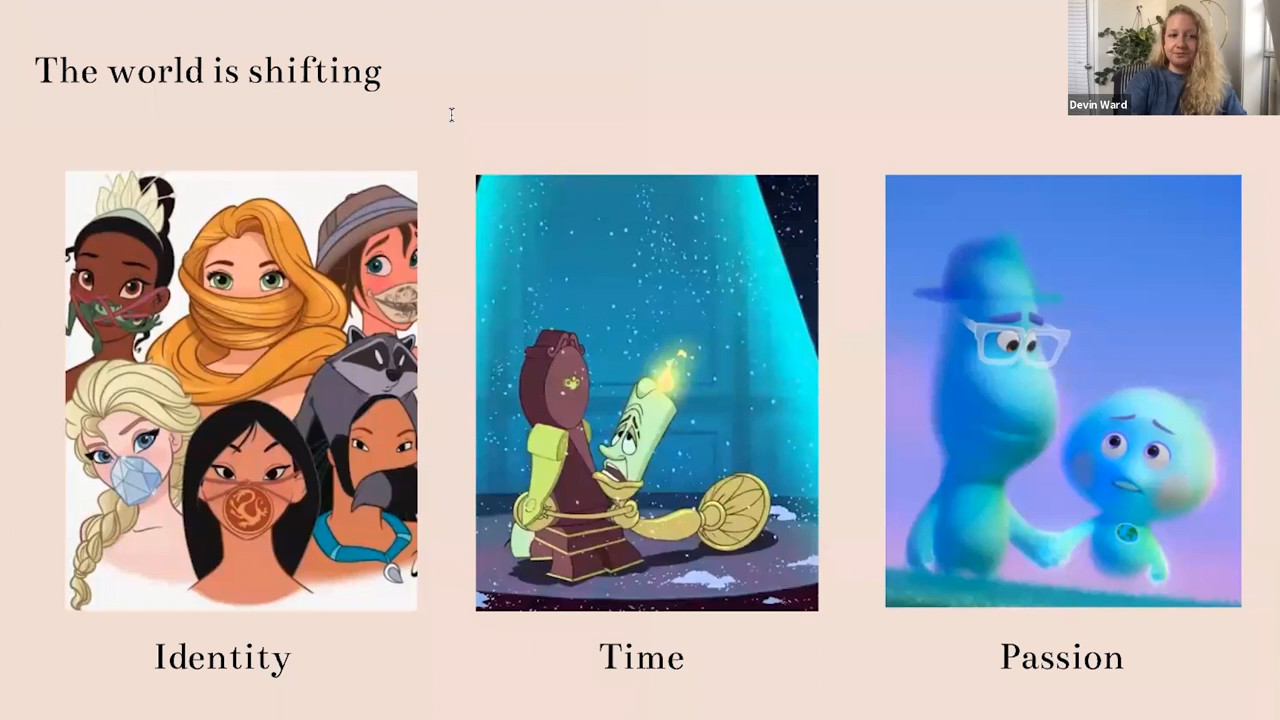 The world is shifting
Devin Ward
Identity
Time
Passion